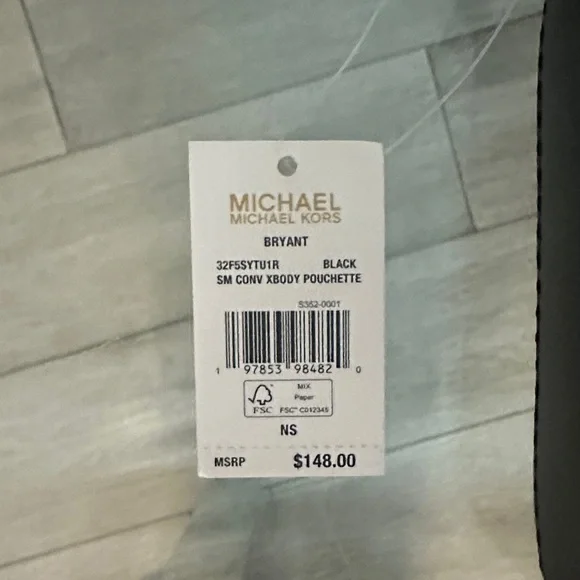 MICHAEL
MICHAEL KORS
BRYANT
32F5SYTU1R BLACK
SM CONV XBODY POUCHETTE
S352-0001
1 97853 98482 0
MIX
Paper
FSC FSC™ C012345
NS
MSRP $148.00